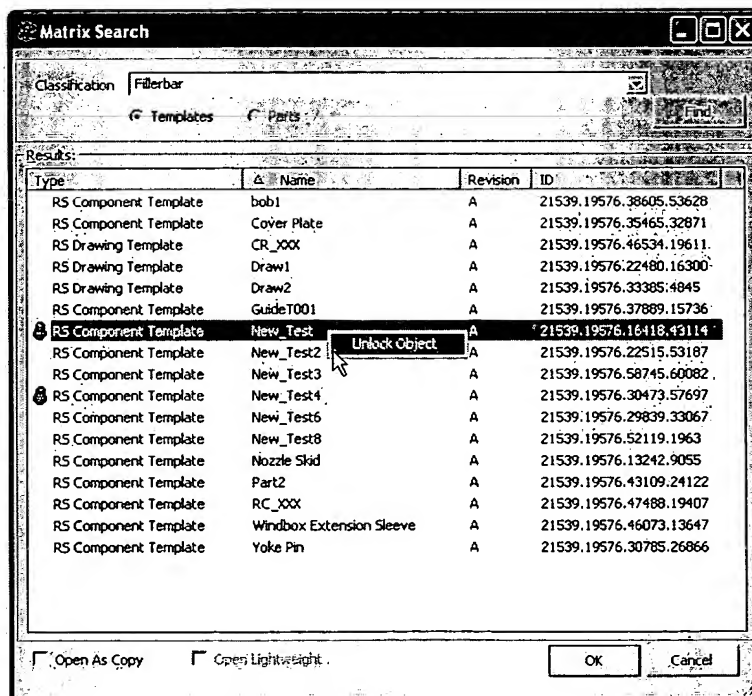 Matrix Search
Classification Fillerbar
Templates Parts Find
Results:
Type Name Revision ID
RS Component Template bob1 A 21539.19576.38605.53628
RS Component Template Cover Plate A 21539.19576.35465.32871
RS Drawing Template CR_XXX A 21539.19576.46534.19611
RS Drawing Template Draw1 A 21539.19576.22480.16300
RS Drawing Template Draw2 A 21539.19576.33385.4845
RS Component Template GuideT001 A 21539.19576.37889.15736
RS Component Template New_Test A 21539.19576.16418.43114
Unlock Object
RS Component Template New_Test2 A 21539.19576.22515.53187
RS Component Template New_Test3 A 21539.19576.58745.60082
RS Component Template New_Test4 A 21539.19576.30473.57697
RS Component Template New_Test6 A 21539.19576.29839.33067
RS Component Template New_Test8 A 21539.19576.52119.1963
RS Component Template Nozzle Skid A 21539.19576.13242.9055
RS Component Template Part2 A 21539.19576.43109.24122
RS Component Template RC_XXX A 21539.19576.47488.19407
RS Component Template Windbox Extension Sleeve A 21539.19576.46073.13647
RS Component Template Yoke Pin A 21539.19576.30785.26866
Open As Copy Open Lightweight OK Cancel